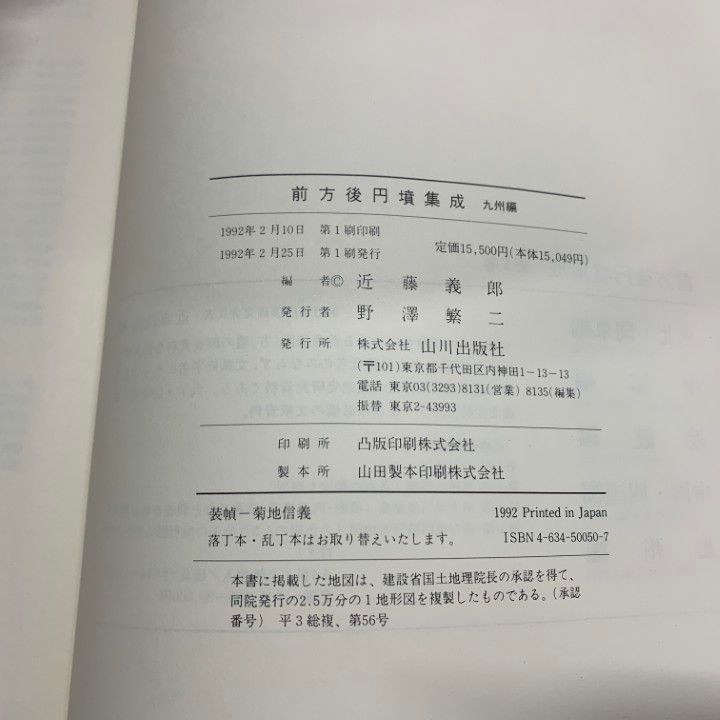 前方後円墳集成 九州編
1992年2月10日 第1刷印刷
1992年2月25日 第1刷発行
定価15,500円(本体15,049円)
編者© 近藤義郎
発行者 野澤繁二
発行所 株式会社 山川出版社
(〒101)東京都千代田区内神田1-13-13
電話 東京03(3293)8131(営業) 8135(編集)
振替 東京2-43993
印刷所 凸版印刷株式会社
製本所 山田製本印刷株式会社
装幀-菊地信義
1992 Printed in Japan
落丁本・乱丁本はお取り替えいたします。
ISBN 4-634-50050-7
本書に掲載した地図は、建設省国土地理院長の承認を得て、
同院発行の2.5万分の1地形図を複製したものである。(承認
番号) 平3総複、第56号